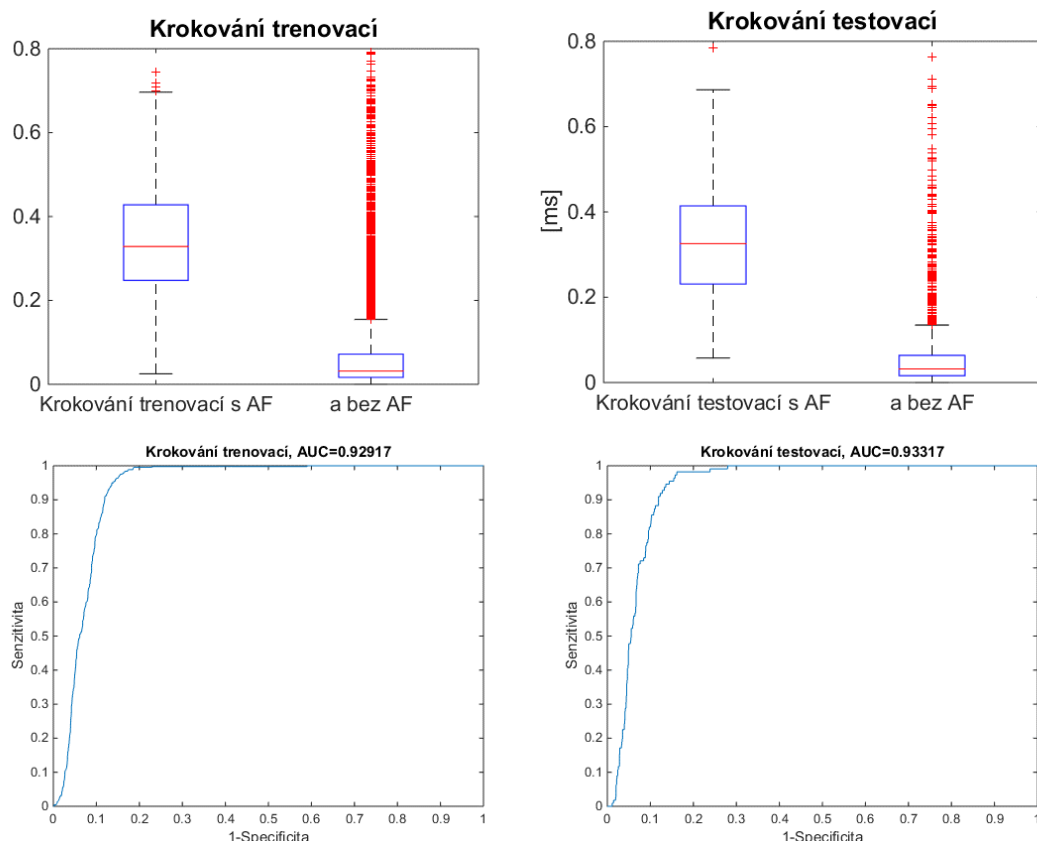 Krokování trenovací
0.8
0.6
0.4
0.2
0
Krokování trenovací s AF
a bez AF
Krokování testovací
0.8
0.6
0.4
0.2
0
[ms]
Krokování testovací s AF
a bez AF
Krokování trenovací, AUC=0.92917
1
0.9
0.8
0.7
0.6
0.5
0.4
0.3
0.2
0.1
0
Senzitivita
0 0.1 0.2 0.3 0.4 0.5 0.6 0.7 0.8 0.9 1
1-Specificita
Krokování testovací, AUC=0.93317
1
0.9
0.8
0.7
0.6
0.5
0.4
0.3
0.2
0.1
0
Senzitivita
0 0.1 0.2 0.3 0.4 0.5 0.6 0.7 0.8 0.9 1
1-Specificita